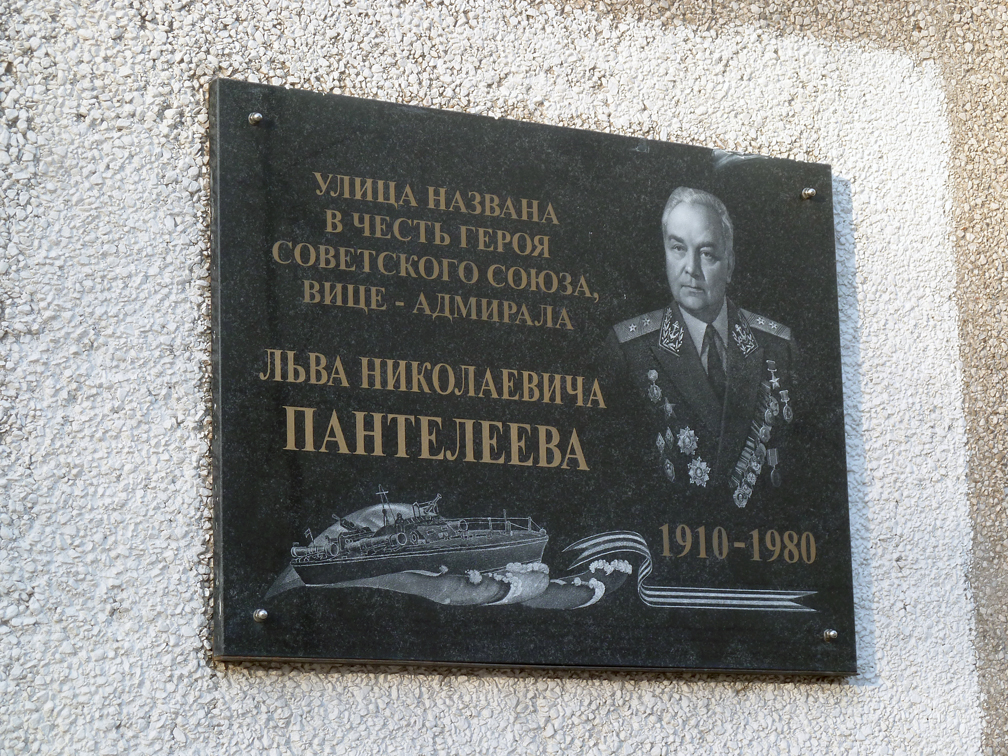 УЛИЦА НАЗВАНА
В ЧЕСТЬ ГЕРОЯ
СОВЕТСКОГО СОЮЗА,
ВИЦЕ - АДМИРАЛА
ЛЬВА НИКОЛАЕВИЧА
ПАНТЕЛЕЕВА
1910-1980